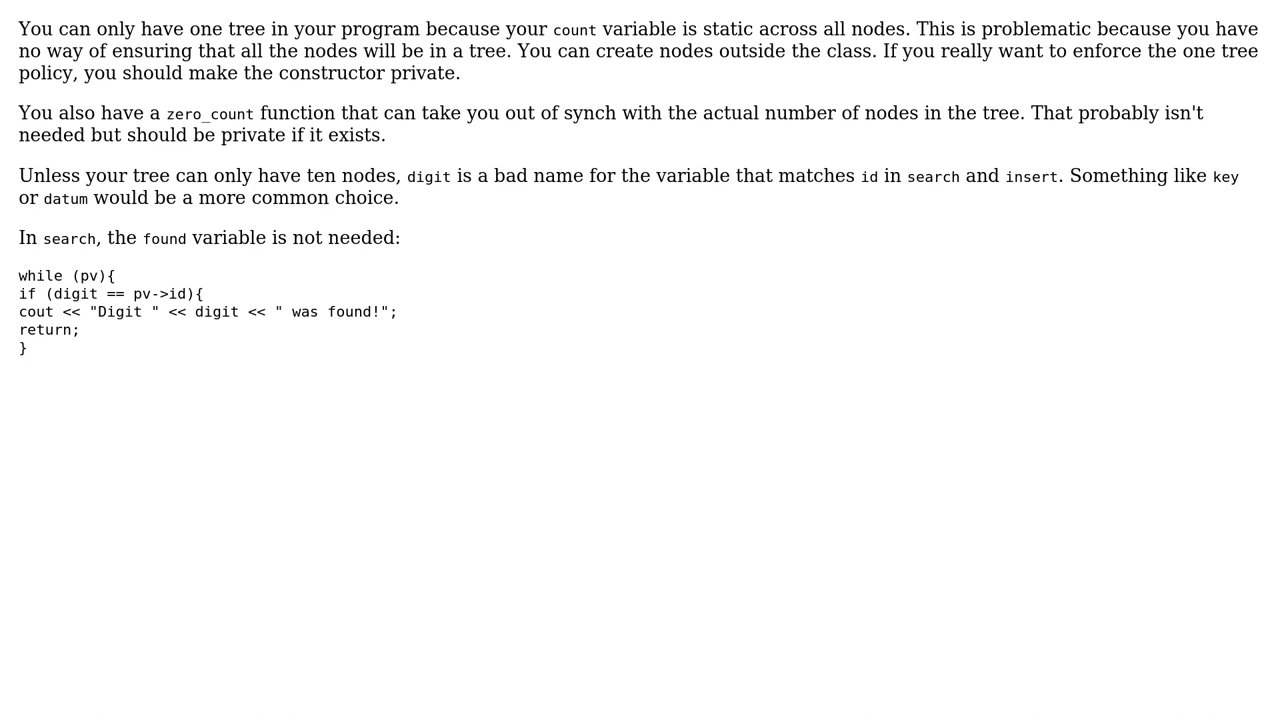 You can only have one tree in your program because your count variable is static across all nodes. This is problematic because you have
no way of ensuring that all the nodes will be in a tree. You can create nodes outside the class. If you really want to enforce the one tree
policy, you should make the constructor private.
You also have a zero_count function that can take you out of synch with the actual number of nodes in the tree. That probably isn't
needed but should be private if it exists.
Unless your tree can only have ten nodes, digit is a bad name for the variable that matches id in search and insert. Something like key
or datum would be a more common choice.
In search, the found variable is not needed:
while (pv){
if (digit == pv->id){
cout << "Digit " << digit << " was found!";
return;
}